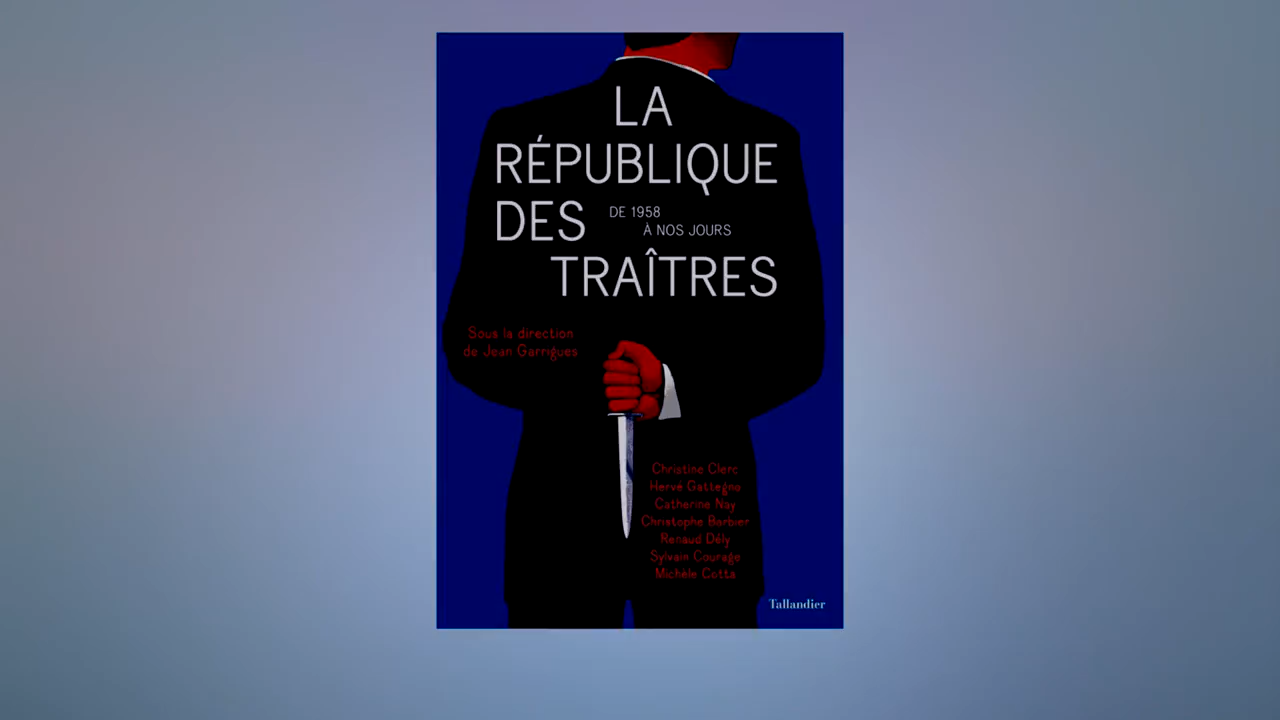 LA
RÉPUBLIQUE
DES
DE 1958
À NOS JOURS
TRAÎTRES
Sous la direction
de Jean Garrigues
Christine Clerc
Hervé Gattegno
Catherine Nay
Christophe Barbier
Renaud Dély
Sylvain Courage
Michèle Cotta
Tallandier